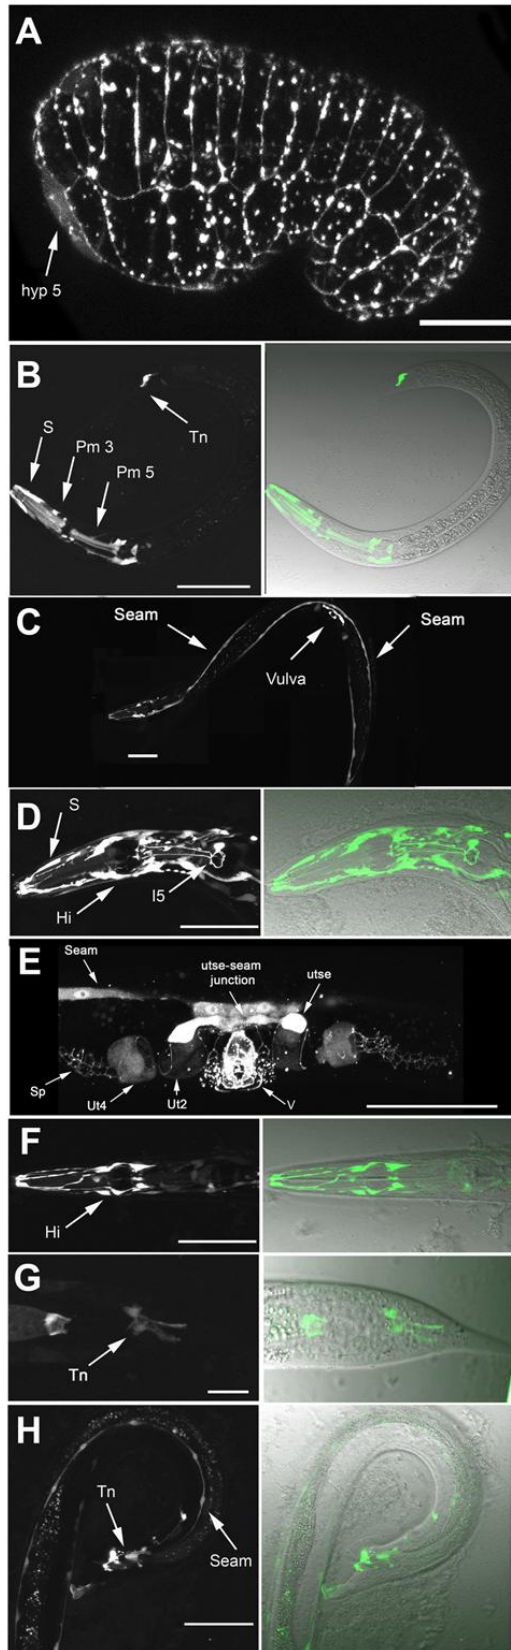 A
hyp 5
B
S
Pm 3
Pm 5
Tn
C
Seam
Vulva
Seam
D
S
Hi
I5
E
Seam
utse-seam
junction
utse
Sp
Ut4
Ut2
V
F
Hi
G
Tn
H
Tn
Seam